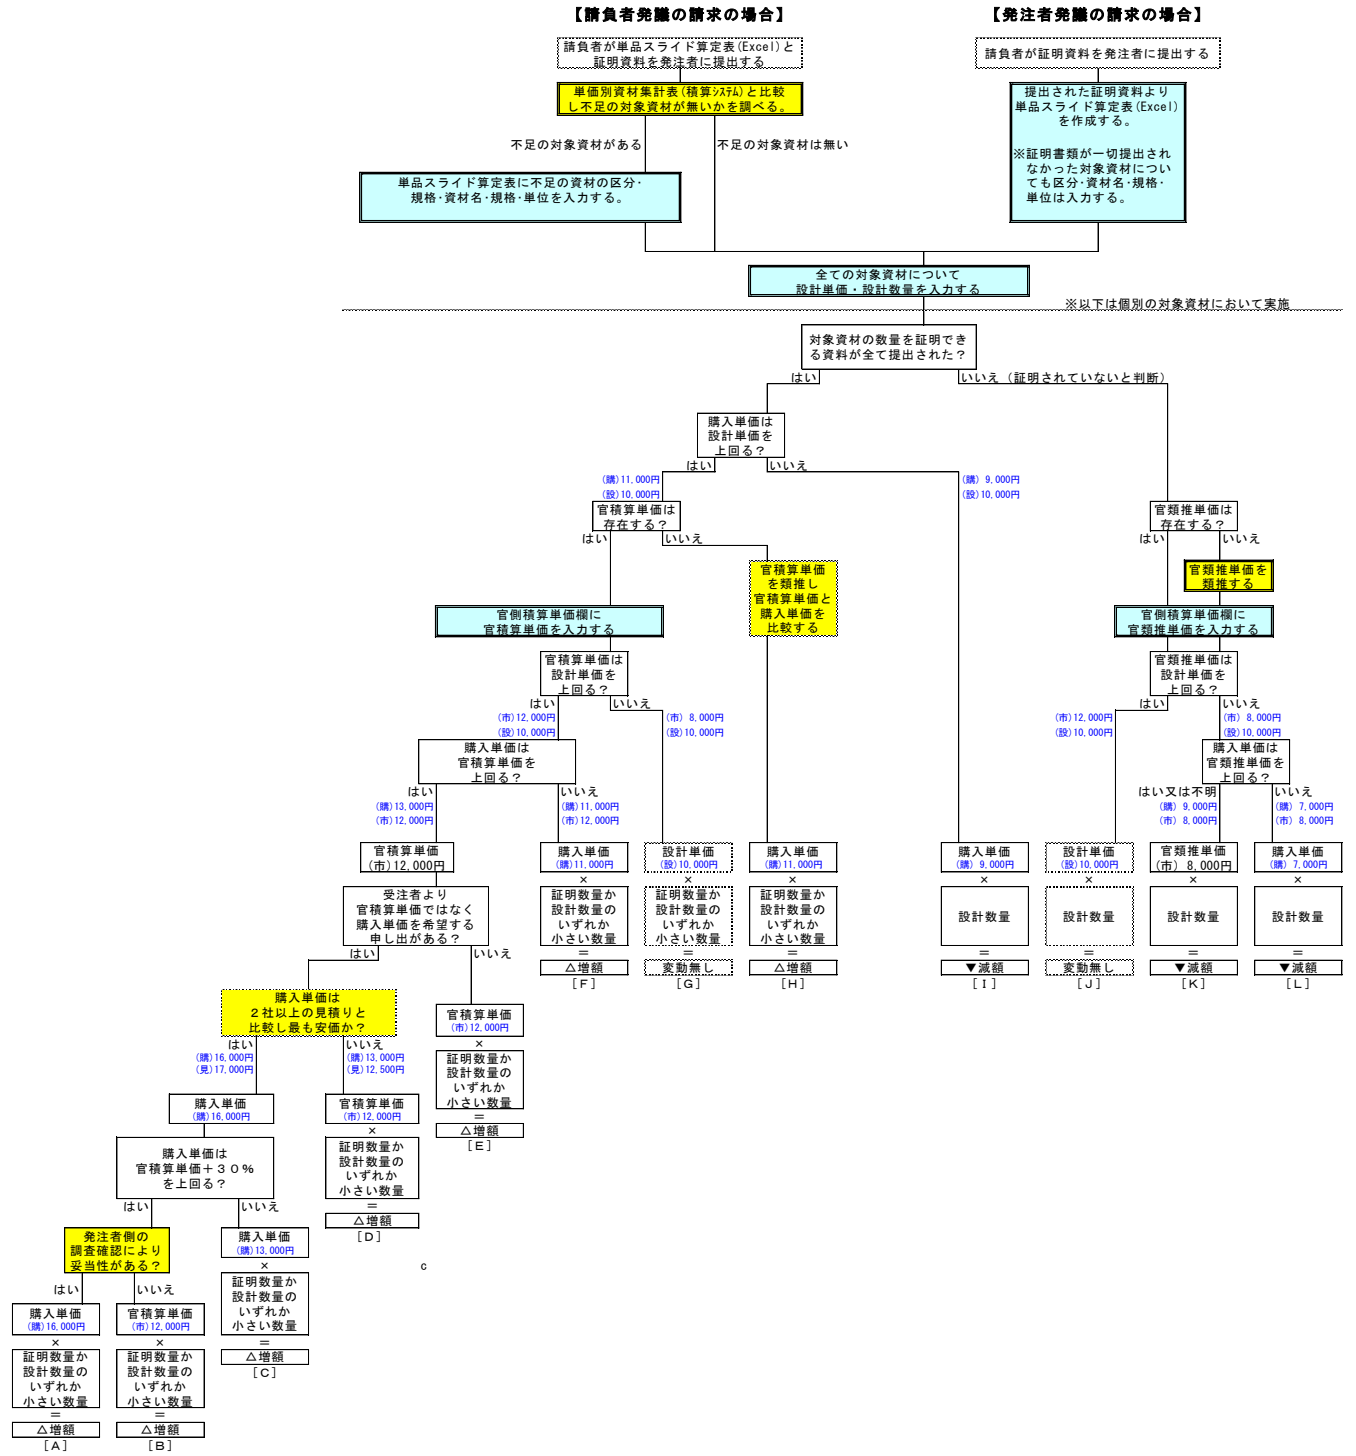 【請負者発議の請求の場合】
【発注者発議の請求の場合】
請負者が単品スライド算定表(Excel)と
証明資料を発注者に提出する
請負者が証明資料を発注者に提出する
単価別資材集計表(積算ｼｽﾃﾑ)と比較
し不足の対象資材が無いかを調べる。
提出された証明資料より
単品スライド算定表(Excel)
を作成する。
※証明書類が一切提出され
なかった対象資材につい
ても区分･資材名･規格･
単位は入力する。
不足の対象資材がある
不足の対象資材は無い
単品スライド算定表に不足の資材の区分･
規格･資材名･規格･単位を入力する。
全ての対象資材について
設計単価・設計数量を入力する
※以下は個別の対象資材において実施
対象資材の数量を証明でき
る資料が全て提出された？
はい
いいえ（証明されていないと判断）
購入単価は
設計単価を
上回る？
はい
いいえ
(購)11,000円
(設)10,000円
(購) 9,000円
(設)10,000円
官積算単価は
存在する？
はい
いいえ
官類推単価は
存在する？
はい
いいえ
官積算単価
を類推し
官積算単価と
購入単価を
比較する
官類推単価を
類推する
官側積算単価欄に
官積算単価を入力する
官側積算単価欄に
官類推単価を入力する
官積算単価は
設計単価を
上回る？
はい
いいえ
(市)12,000円
(設)10,000円
(市) 8,000円
(設)10,000円
官類推単価は
設計単価を
上回る？
はい
いいえ
(市)12,000円
(設)10,000円
(市) 8,000円
(設)10,000円
購入単価は
官積算単価を
上回る？
はい
いいえ
(購)13,000円
(市)12,000円
(購)11,000円
(市)12,000円
購入単価は
官類推単価を
上回る？
はい又は不明
いいえ
(購) 9,000円
(市) 8,000円
(購) 7,000円
(市) 8,000円
官積算単価
(市)12,000円
購入単価
(購)11,000円
×
証明数量か
設計数量の
いずれか
小さい数量
＝
△増額
［Ｆ］
設計単価
(設)10,000円
×
証明数量か
設計数量の
いずれか
小さい数量
＝
変動無し
［Ｇ］
購入単価
(購)11,000円
×
証明数量か
設計数量の
いずれか
小さい数量
＝
△増額
［Ｈ］
購入単価
(購) 9,000円
×
設計数量
＝
▼減額
［Ｉ］
設計単価
(設)10,000円
×
設計数量
＝
変動無し
［Ｊ］
官類推単価
(市) 8,000円
×
設計数量
＝
▼減額
［Ｋ］
購入単価
(購) 7,000円
×
設計数量
＝
▼減額
［Ｌ］
受注者より
官積算単価ではなく
購入単価を希望する
申し出がある？
はい
いいえ
購入単価は
２社以上の見積りと
比較し最も安価か？
はい
いいえ
(購)16,000円
(見)17,000円
(購)13,000円
(見)12,500円
官積算単価
(市)12,000円
×
証明数量か
設計数量の
いずれか
小さい数量
＝
△増額
［Ｅ］
購入単価
(購)16,000円
官積算単価
(市)12,000円
×
証明数量か
設計数量の
いずれか
小さい数量
＝
△増額
［Ｄ］
購入単価は
官積算単価＋３０％
を上回る？
はい
いいえ
発注者側の
調査確認により
妥当性がある？
はい
いいえ
購入単価
(購)13,000円
×
証明数量か
設計数量の
いずれか
小さい数量
＝
△増額
［Ｃ］
c
購入単価
(購)16,000円
×
証明数量か
設計数量の
いずれか
小さい数量
＝
△増額
［Ａ］
官積算単価
(市)12,000円
×
証明数量か
設計数量の
いずれか
小さい数量
＝
△増額
［Ｂ］